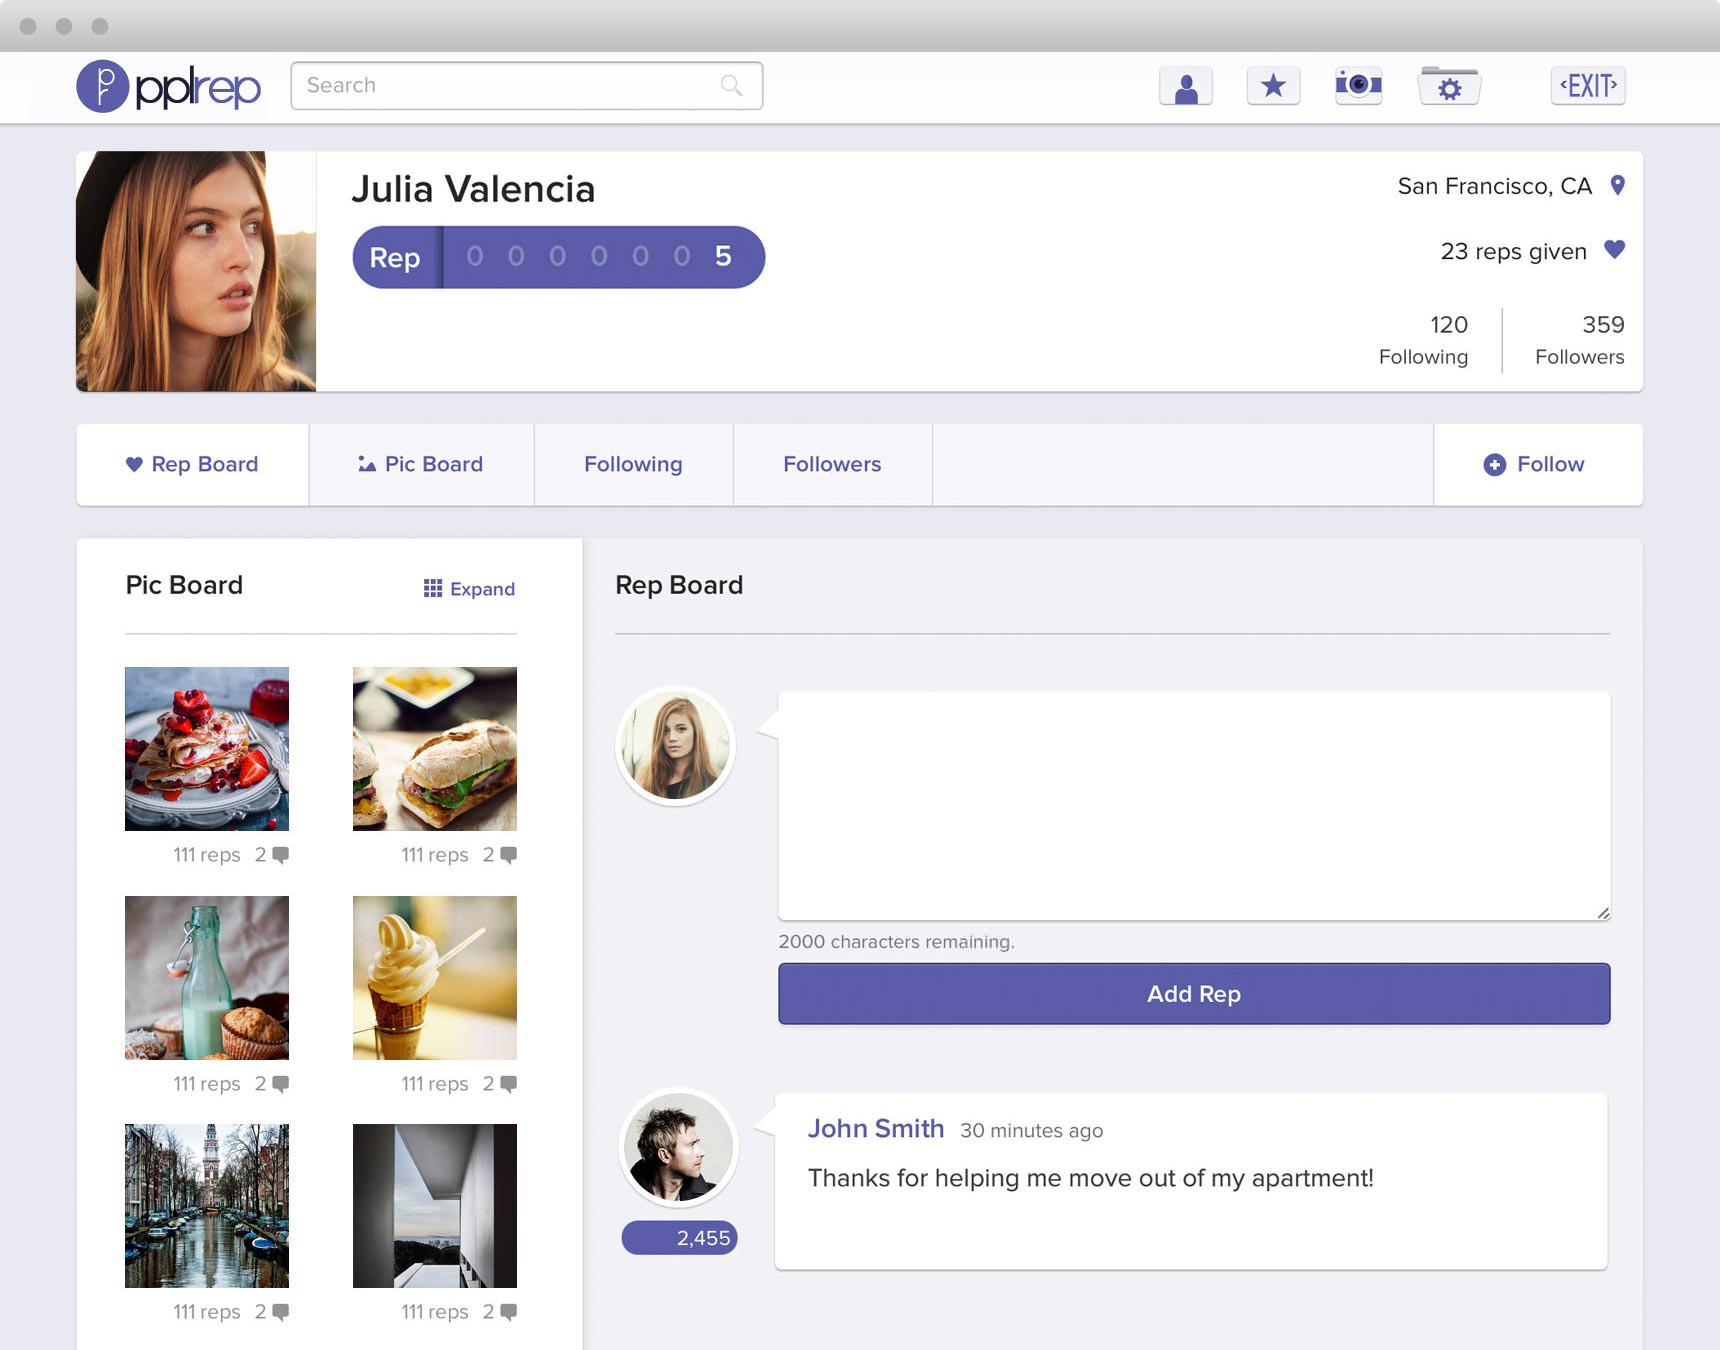 pr pplrep
Search
<EXIT>
Julia Valencia
San Francisco, CA
Rep 0 0 0 0 0 0 5
23 reps given
120
Following
359
Followers
Rep Board
Pic Board
Following
Followers
Follow
Pic Board
Expand
111 reps 2
111 reps 2
111 reps 2
111 reps 2
111 reps 2
111 reps 2
Rep Board
2000 characters remaining.
Add Rep
John Smith 30 minutes ago
Thanks for helping me move out of my apartment!
2,455